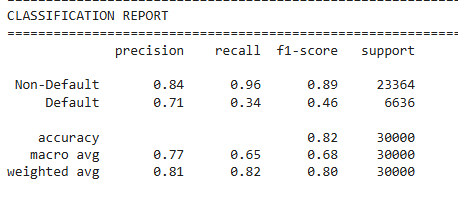 CLASSIFICATION REPORT
precision recall f1-score support
Non-Default 0.84 0.96 0.89 23364
Default 0.71 0.34 0.46 6636
accuracy 0.82 30000
macro avg 0.77 0.65 0.68 30000
weighted avg 0.81 0.82 0.80 30000